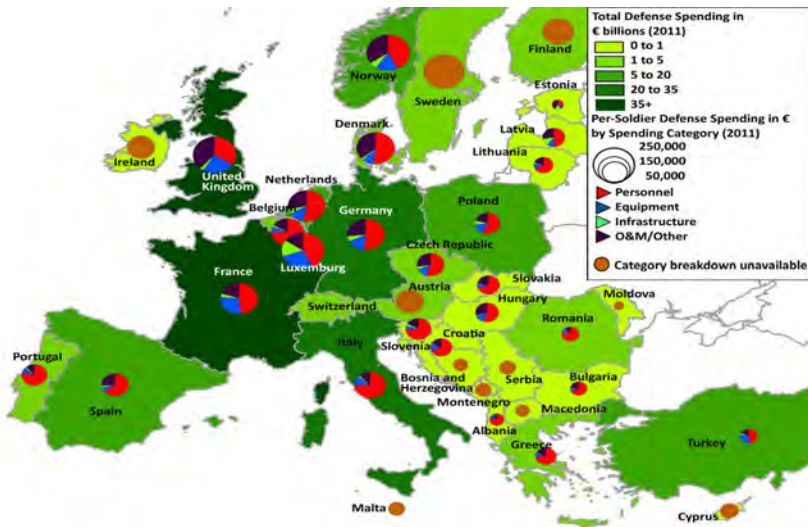 Total Defense Spending in
€ billions (2011)
0 to 1
1 to 5
5 to 20
20 to 35
35+
Per-Soldier Defense Spending in €
by Spending Category (2011)
250,000
150,000
50,000
Personnel
Equipment
Infrastructure
O&M/Other
Category breakdown unavailable
Finland
Norway
Sweden
Estonia
Denmark
Latvia
Lithuania
Ireland
United
Kingdom
Netherlands
Belgium
Germany
Poland
Luxemburg
Czech Republic
France
Slovakia
Austria
Hungary
Moldova
Switzerland
Romania
Croatia
Italy
Slovenia
Portugal
Bosnia and
Herzegovina
Serbia
Bulgaria
Spain
Montenegro
Macedonia
Albania
Greece
Turkey
Malta
Cyprus